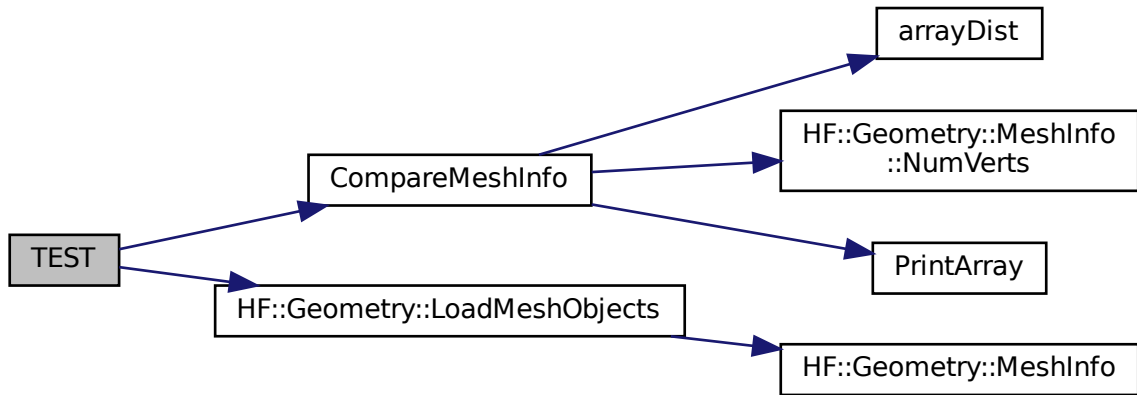 arrayDist
HF::Geometry::MeshInfo
::NumVerts
CompareMeshInfo
TEST
PrintArray
HF::Geometry::LoadMeshObjects
HF::Geometry::MeshInfo